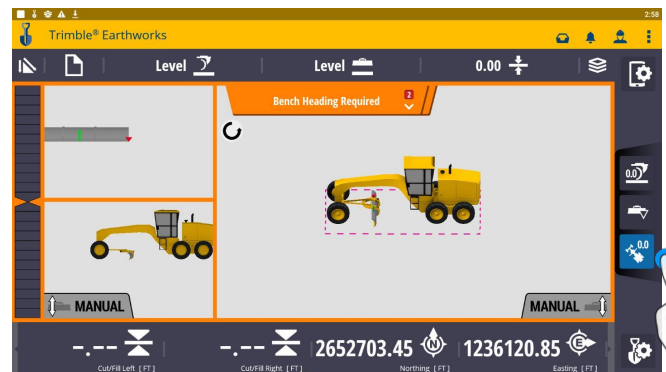 2:58
Trimble® Earthworks
Level
Level
0.00
Bench Heading Required
2
0.0
0.0
MANUAL
MANUAL
-.--
-.--
2652703.45
N
1236120.85
E
Cut/Fill Left [FT]
Cut/Fill Right [FT]
Northing [FT]
Easting [FT]